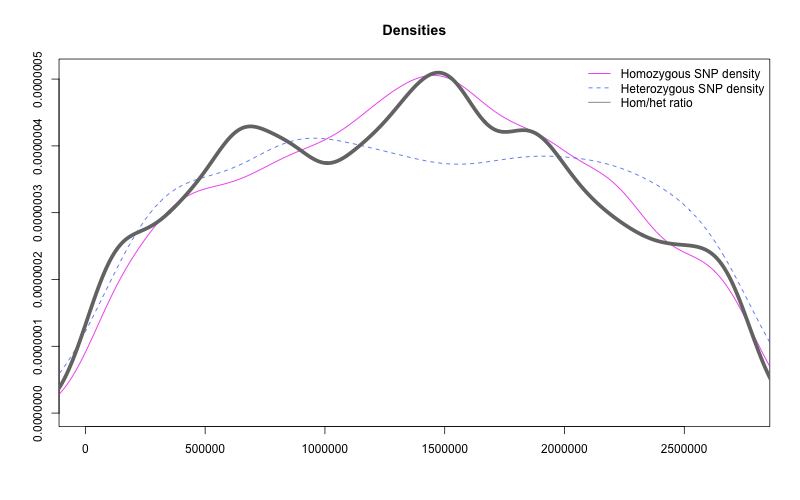 Densities
Homozygous SNP density
Heterozygous SNP density
Hom/het ratio
0.0000005
0.0000004
0.0000003
0.0000002
0.0000001
0.0000000
0 500000 1000000 1500000 2000000 2500000